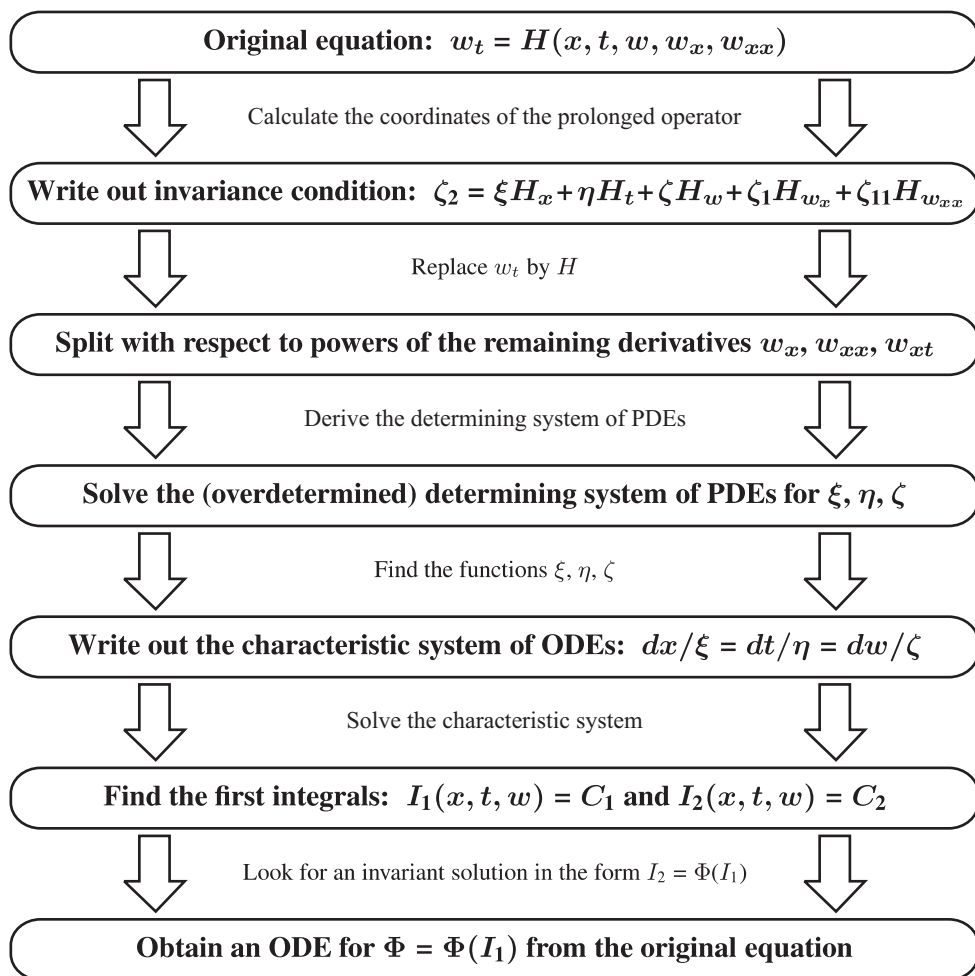 Original equation: w_t = H(x, t, w, w_x, w_xx)
Calculate the coordinates of the prolonged operator
Write out invariance condition: ζ_2 = ξH_x + ηH_t + ζH_w + ζ_1H_{w_x} + ζ_11H_{w_xx}
Replace w_t by H
Split with respect to powers of the remaining derivatives w_x, w_xx, w_xt
Derive the determining system of PDEs
Solve the (overdetermined) determining system of PDEs for ξ, η, ζ
Find the functions ξ, η, ζ
Write out the characteristic system of ODEs: dx/ξ = dt/η = dw/ζ
Solve the characteristic system
Find the first integrals: I_1(x, t, w) = C_1 and I_2(x, t, w) = C_2
Look for an invariant solution in the form I_2 = Φ(I_1)
Obtain an ODE for Φ = Φ(I_1) from the original equation